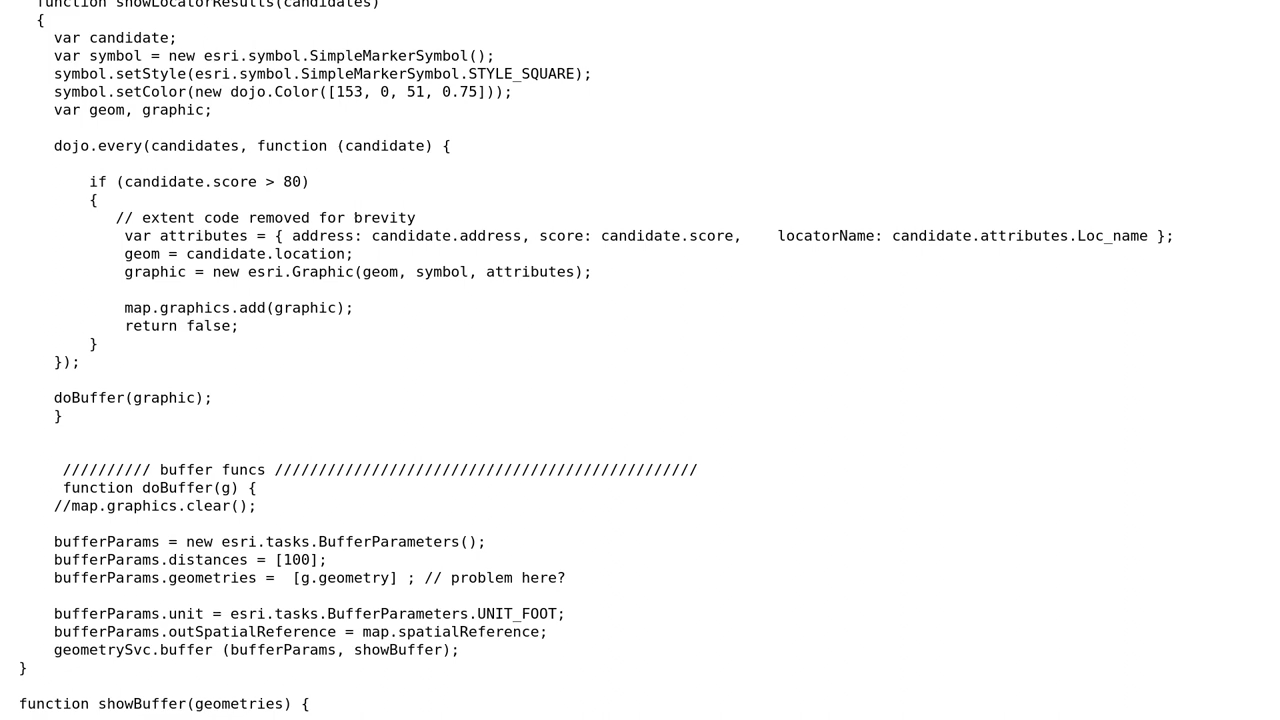 function showLocatorResults(candidates)
{
var candidate;
var symbol = new esri.symbol.SimpleMarkerSymbol();
symbol.setStyle(esri.symbol.SimpleMarkerSymbol.STYLE_SQUARE);
symbol.setColor(new dojo.Color([153, 0, 51, 0.75]));
var geom, graphic;
dojo.every(candidates, function (candidate) {
if (candidate.score > 80)
{
// extent code removed for brevity
var attributes = { address: candidate.address, score: candidate.score,    locatorName: candidate.attributes.Loc_name };
geom = candidate.location;
graphic = new esri.Graphic(geom, symbol, attributes);
map.graphics.add(graphic);
return false;
}
});
doBuffer(graphic);
}
////////// buffer funcs ////////////////////////////////////////////////
function doBuffer(g) {
//map.graphics.clear();
bufferParams = new esri.tasks.BufferParameters();
bufferParams.distances = [100];
bufferParams.geometries =  [g.geometry] ; // problem here?
bufferParams.unit = esri.tasks.BufferParameters.UNIT_FOOT;
bufferParams.outSpatialReference = map.spatialReference;
geometrySvc.buffer (bufferParams, showBuffer);
}
function showBuffer(geometries) {